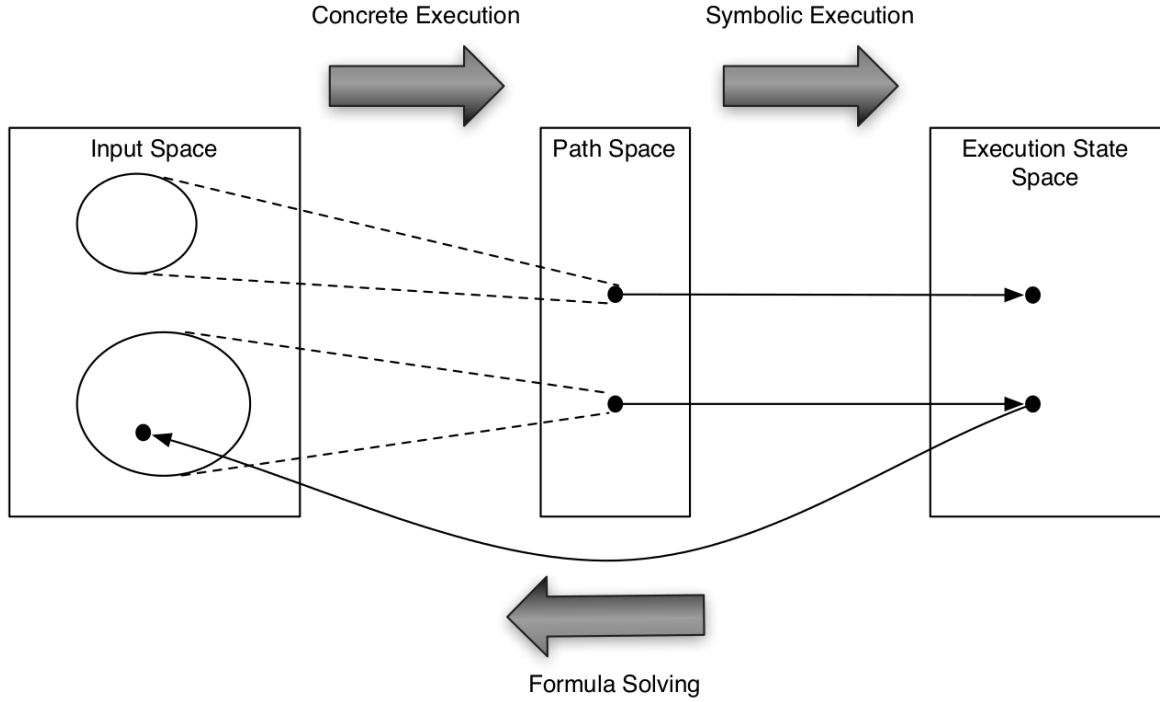 Concrete Execution
Symbolic Execution
Input Space
Path Space
Execution State
Space
Formula Solving